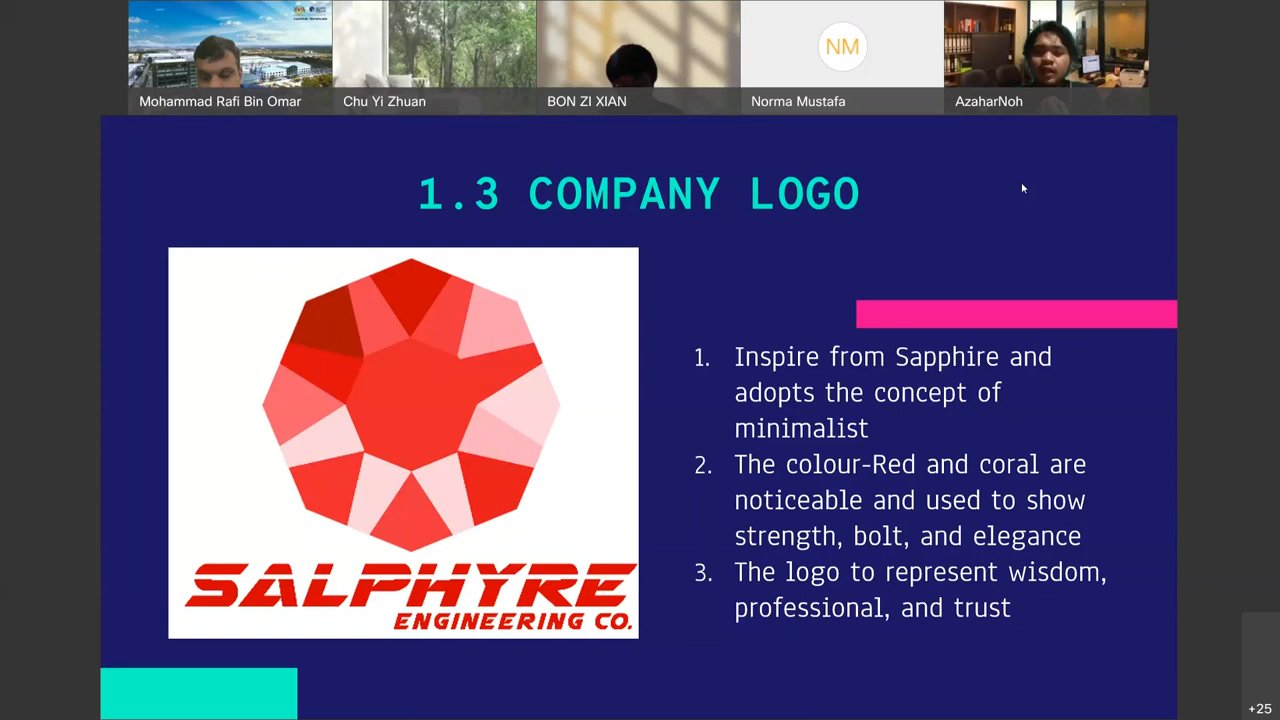 Mohammad Rafi Bin Omar
Chu Yi Zhuan
BON ZI XIAN
NM
Norma Mustafa
AzaharNoh
1.3 COMPANY LOGO
SALPHYRE
ENGINEERING CO.
1. Inspire from Sapphire and
adopts the concept of
minimalist
2. The colour-Red and coral are
noticeable and used to show
strength, bolt, and elegance
3. The logo to represent wisdom,
professional, and trust
+25